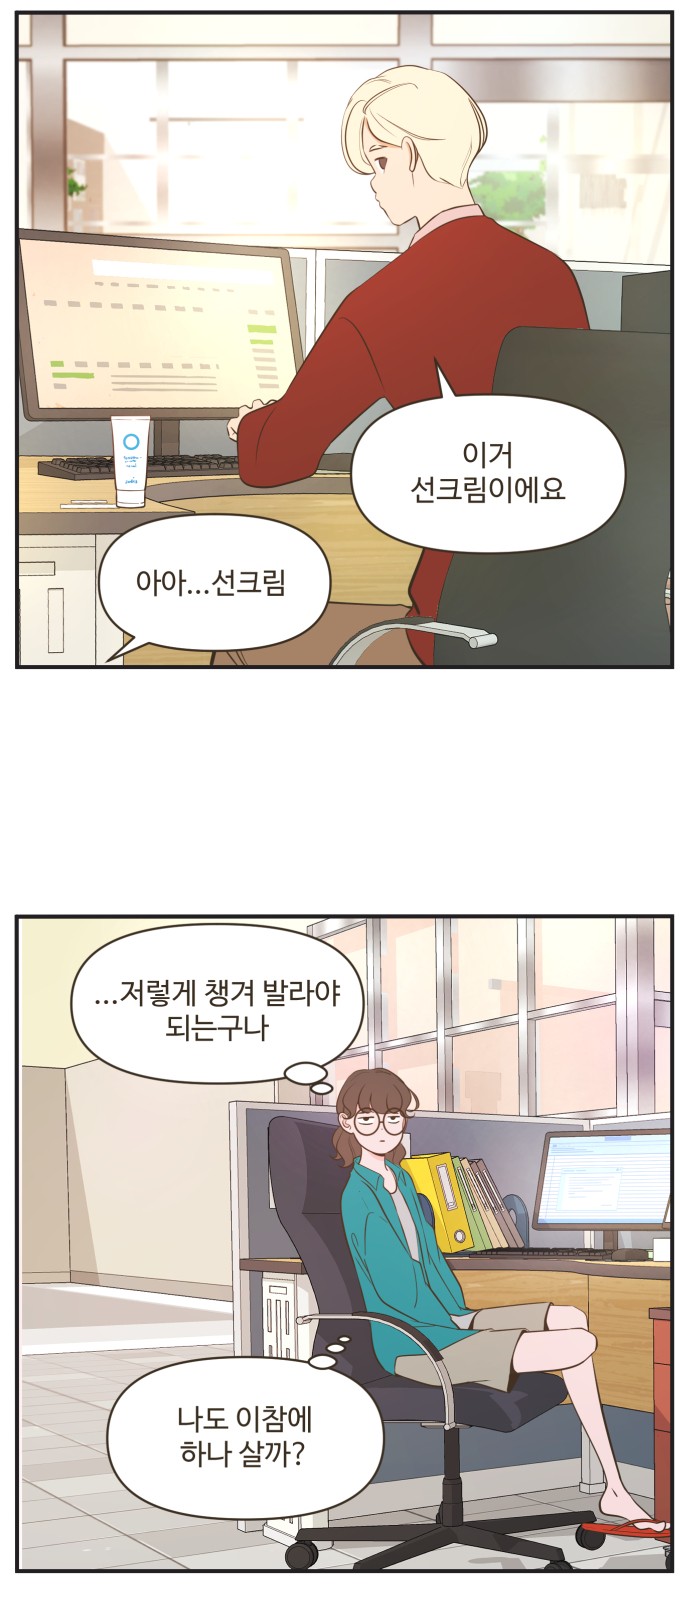 이거
선크림이에요
아아...선크림
...저렇게 챙겨 발라야
되는구나
나도 이참에
하나 살까?